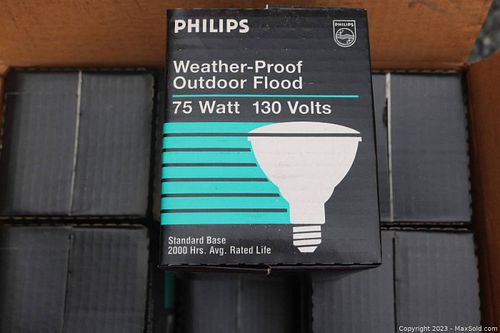 PHILIPS
PHILIPS
Weather-Proof
Outdoor Flood
75 Watt 130 Volts
Standard Base
2000 Hrs. Avg. Rated Life
Copyright 2023 - MaxSold.com